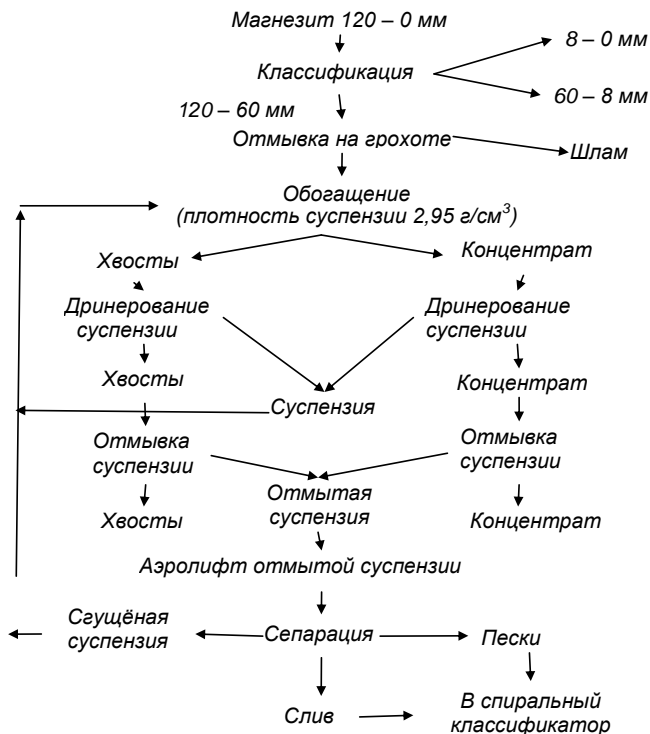 Магнезит 120 – 0 мм
8 – 0 мм
Классификация
60 – 8 мм
120 – 60 мм
Отмывка на грохоте
Шлам
Обогащение
(плотность суспензии 2,95 г/см³)
Хвосты
Концентрат
Дринерование
суспензии
Дринерование
суспензии
Хвосты
Концентрат
Суспензия
Отмывка
суспензии
Отмывка
суспензии
Отмытая
суспензия
Хвосты
Концентрат
Аэролифт отмытой суспензии
Сгущёная
суспензия
Сепарация
Пески
Слив
В спиральный
классификатор